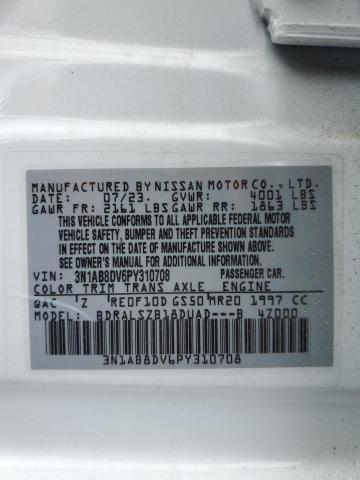 MANUFACTURED BY NISSAN MOTOR CO., LTD.
DATE: 07/23. GVWR: 4001 LBS
GAWR FR: 2161 LBS GAWR RR: 1863 LBS
THIS VEHICLE CONFORMS TO ALL APPLICABLE FEDERAL MOTOR
VEHICLE SAFETY, BUMPER AND THEFT PREVENTION STANDARDS
IN EFFECT ON THE DATE OF MANUFACTURE SHOWN ABOVE.
SEE OWNER'S MANUAL FOR ADDITIONAL INFORMATION.
VIN: 3N1AB8DV6PY310708 PASSENGER CAR.
COLOR TRIM TRANS AXLE ENGINE
QAC Z RE0F10D GS50 MR20 1997 CC
MODEL: BDRALSZB18DUAD---B 47000
3N1AB8DV6PY310708